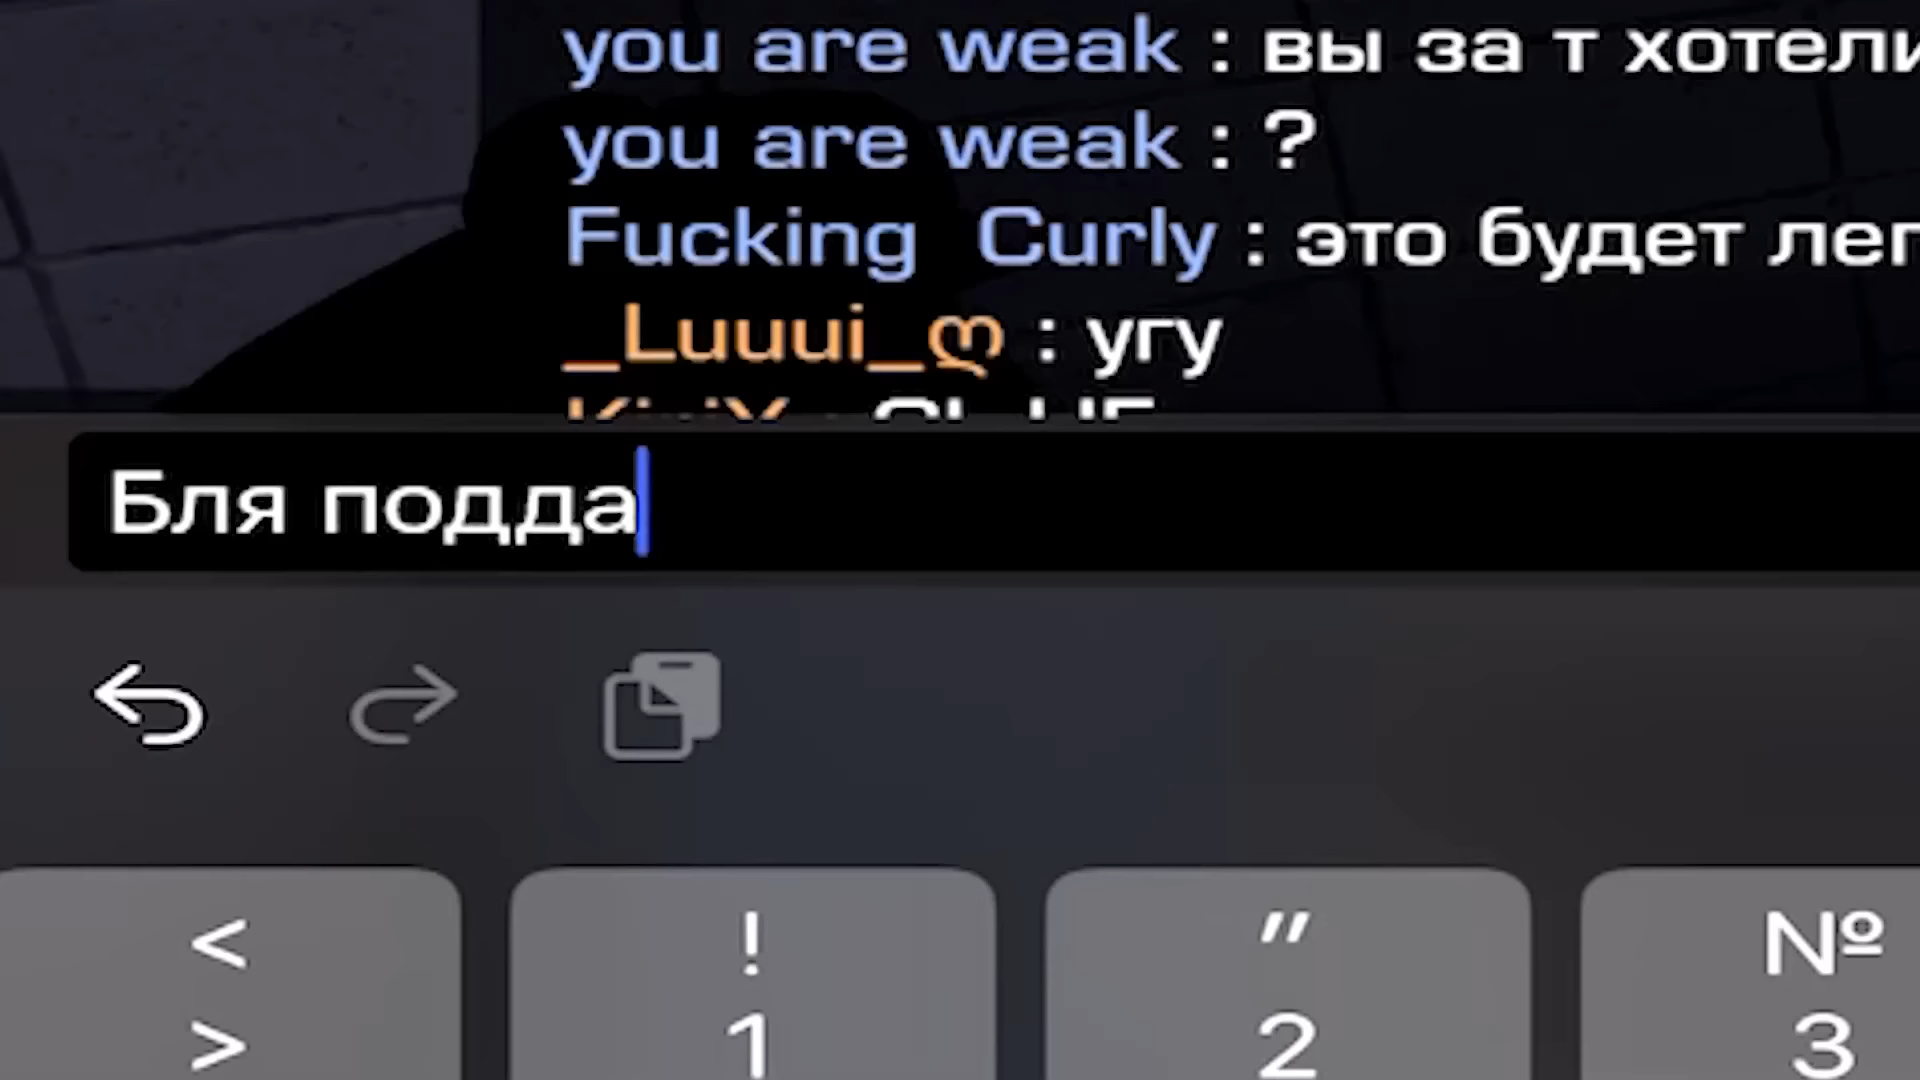 you are weak : вы за т хотели
you are weak : ?
Fucking Curly : это будет лег
_Luuui_ღ : угу
Бля подда
< ! " №
> 1 2 3